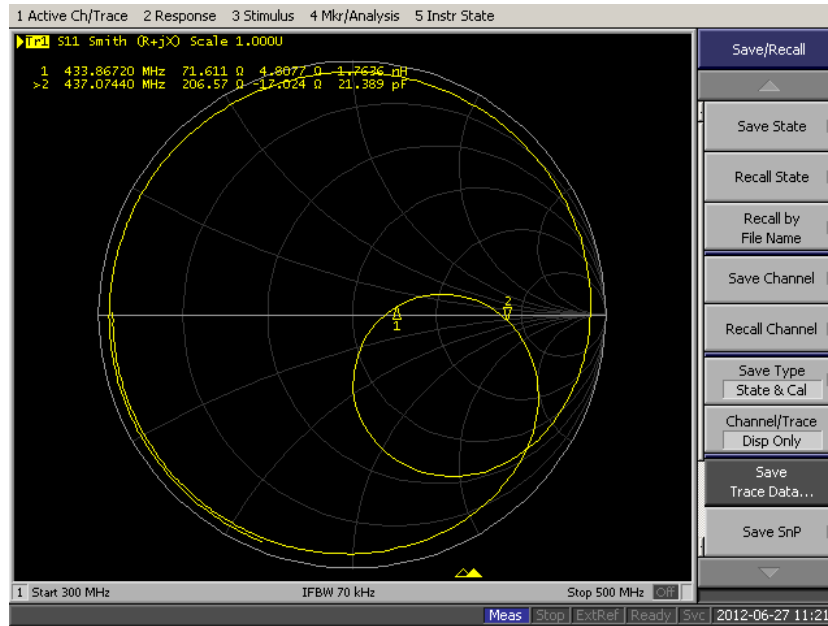 1 Active Ch/Trace 2 Response 3 Stimulus 4 Mkr/Analysis 5 Instr State
Tr1 S11 Smith (R+jX) Scale 1.000U
1 433.86720 MHz 71.611 Ω 4.8077 Ω 1.7636 nH
>2 437.07440 MHz 206.57 Ω -17.024 Ω 21.389 pF
1
2
1 Start 300 MHz IFBW 70 kHz Stop 500 MHz Off
Meas Stop ExtRef Ready Svc 2012-06-27 11:21
Save/Recall
Save State
Recall State
Recall by
File Name
Save Channel
Recall Channel
Save Type
State & Cal
Channel/Trace
Disp Only
Save
Trace Data...
Save SnP